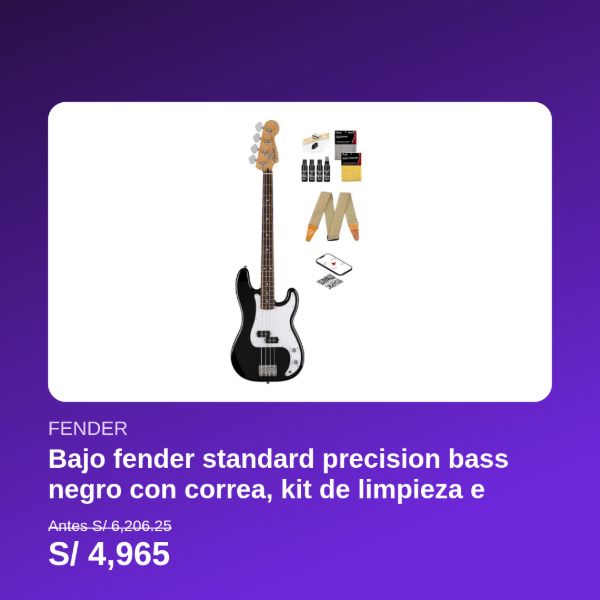 FENDER
Bajo fender standard precision bass
negro con correa, kit de limpieza e
Antes S/ 6,206.25
S/ 4,965